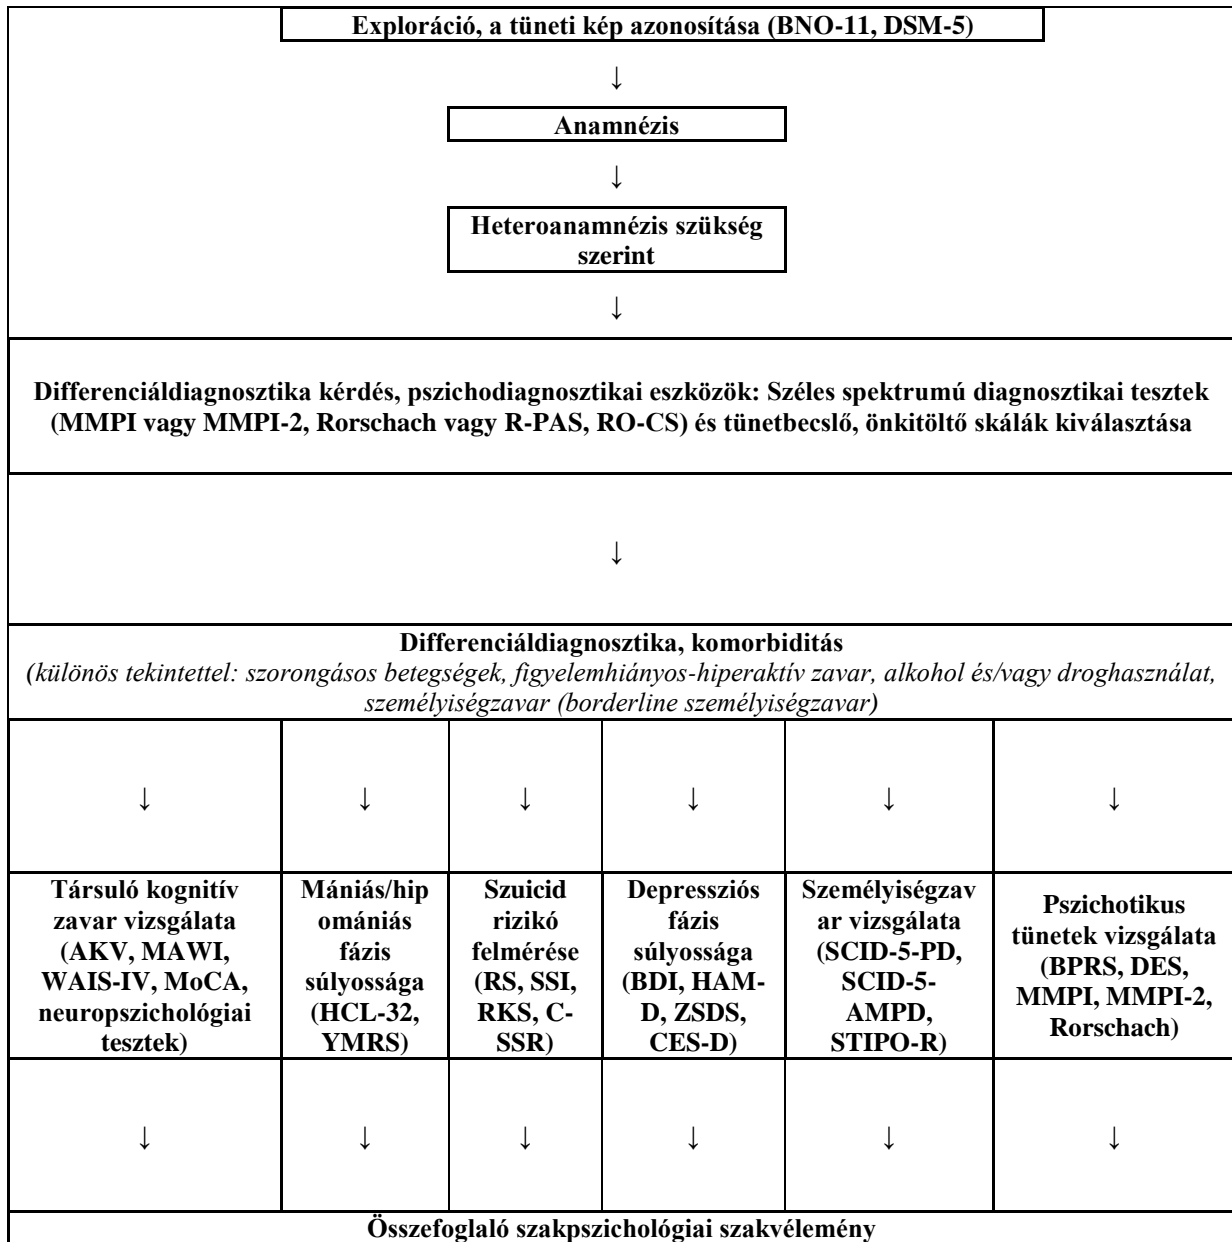 Exploráció, a tüneti kép azonosítása (BNO-11, DSM-5)
↓
Anamnézis
↓
Heteroanamnézis szükség
szerint
↓
Differenciáldiagnosztika kérdés, pszichodiagnosztikai eszközök: Széles spektrumú diagnosztikai tesztek
(MMPI vagy MMPI-2, Rorschach vagy R-PAS, RO-CS) és tünetbecslő, önkitöltő skálák kiválasztása
↓
Differenciáldiagnosztika, komorbiditás
(különös tekintettel: szorongásos betegségek, figyelemhiányos-hiperaktív zavar, alkohol és/vagy droghasználat,
személyiségzavar (borderline személyiségzavar)
↓ ↓ ↓ ↓ ↓ ↓
Társuló kognitív
zavar vizsgálata
(AKV, MAWI,
WAIS-IV, MoCA,
neuropszichológiai
tesztek)
Mániás/hip
omániás
fázis
súlyossága
(HCL-32,
YMRS)
Szuicid
rizikó
felmérése
(RS, SSI,
RKS, C-
SSR)
Depressziós
fázis
súlyossága
(BDI, HAM-
D, ZSDS,
CES-D)
Személyiségzav
ar vizsgálata
(SCID-5-PD,
SCID-5-
AMPD,
STIPO-R)
Pszichotikus
tünetek vizsgálata
(BPRS, DES,
MMPI, MMPI-2,
Rorschach)
↓ ↓ ↓ ↓ ↓ ↓
Összefoglaló szakpszichológiai szakvélemény